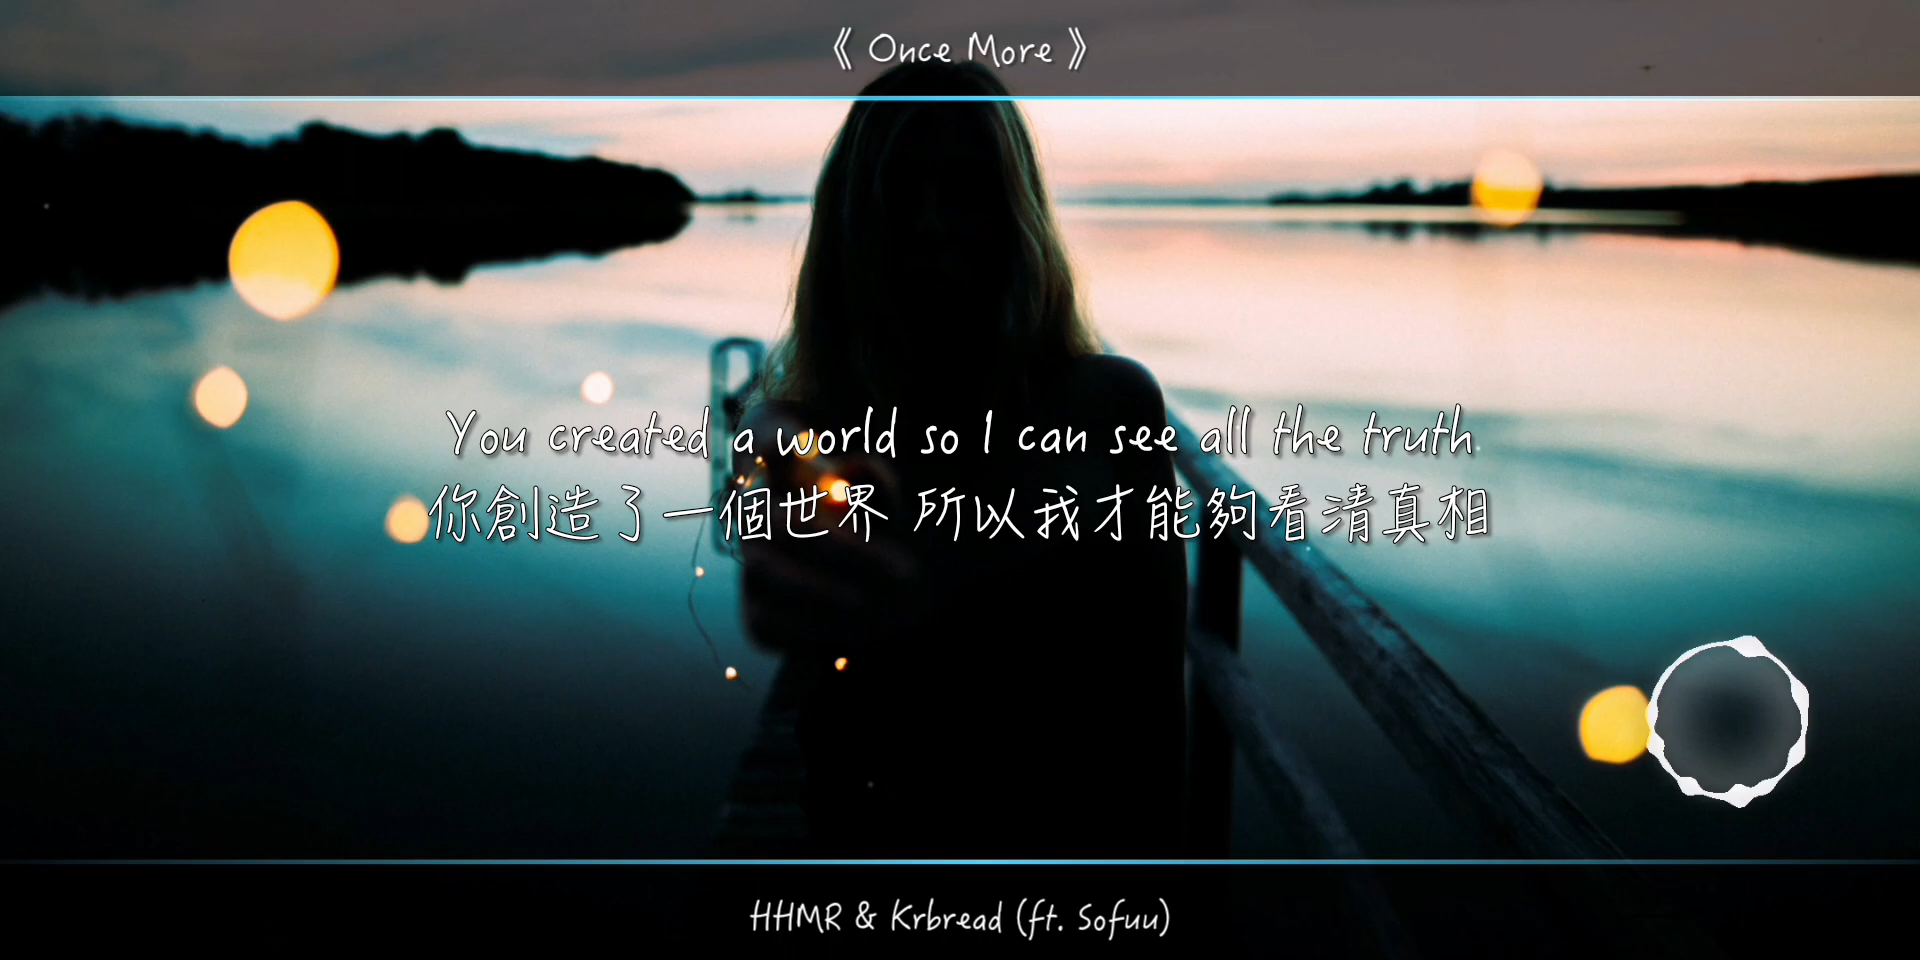 《 Once More 》
You created a world so I can see all the truth
你創造了一個世界 所以我才能夠看清真相
HHMR & Krbread (ft. Sofuu)